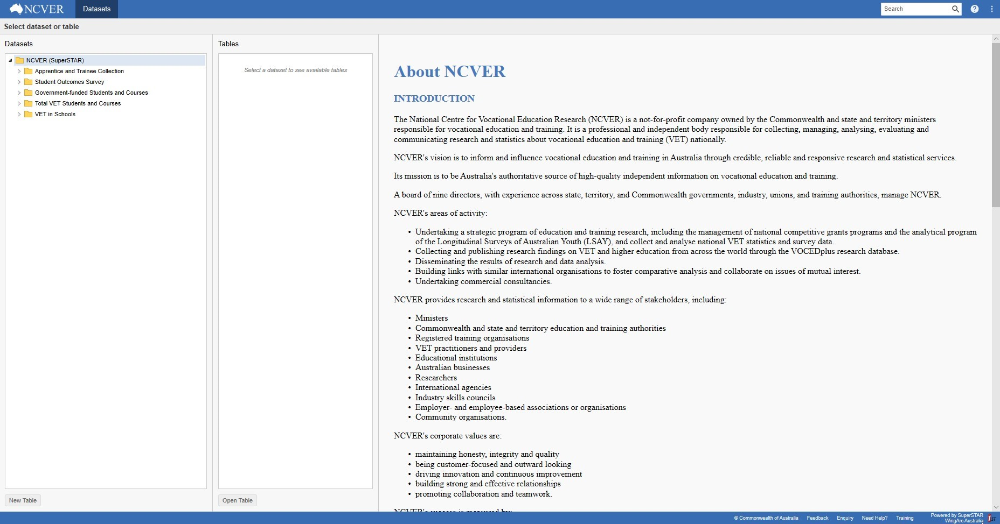 NCVER
Datasets
Search
Select dataset or table
Datasets
NCVER (SuperSTAR)
Apprentice and Trainee Collection
Student Outcomes Survey
Government-funded Students and Courses
Total VET Students and Courses
VET in Schools
New Table
Tables
Select a dataset to see available tables
Open Table
About NCVER
INTRODUCTION
The National Centre for Vocational Education Research (NCVER) is a not-for-profit company owned by the Commonwealth and state and territory ministers
responsible for vocational education and training. It is a professional and independent body responsible for collecting, managing, analysing, evaluating and
communicating research and statistics about vocational education and training (VET) nationally.
NCVER's vision is to inform and influence vocational education and training in Australia through credible, reliable and responsive research and statistical services.
Its mission is to be Australia's authoritative source of high-quality independent information on vocational education and training.
A board of nine directors, with experience across state, territory, and Commonwealth governments, industry, unions, and training authorities, manage NCVER.
NCVER's areas of activity:
• Undertaking a strategic program of education and training research, including the management of national competitive grants programs and the analytical program
of the Longitudinal Surveys of Australian Youth (LSAY), and collect and analyse national VET statistics and survey data.
• Collecting and publishing research findings on VET and higher education from across the world through the VOCEDplus research database.
• Disseminating the results of research and data analysis.
• Building links with similar international organisations to foster comparative analysis and collaborate on issues of mutual interest.
• Undertaking commercial consultancies.
NCVER provides research and statistical information to a wide range of stakeholders, including:
• Ministers
• Commonwealth and state and territory education and training authorities
• Registered training organisations
• VET practitioners and providers
• Educational institutions
• Australian businesses
• Researchers
• International agencies
• Industry skills councils
• Employer- and employee-based associations or organisations
• Community organisations.
NCVER's corporate values are:
• maintaining honesty, integrity and quality
• being customer-focused and outward looking
• driving innovation and continuous improvement
• building strong and effective relationships
• promoting collaboration and teamwork.
NCVER's success is measured by:
© Commonwealth of Australia Feedback Enquiry Need Help? Training
Powered by SuperSTAR
WingArc Australia 1ST